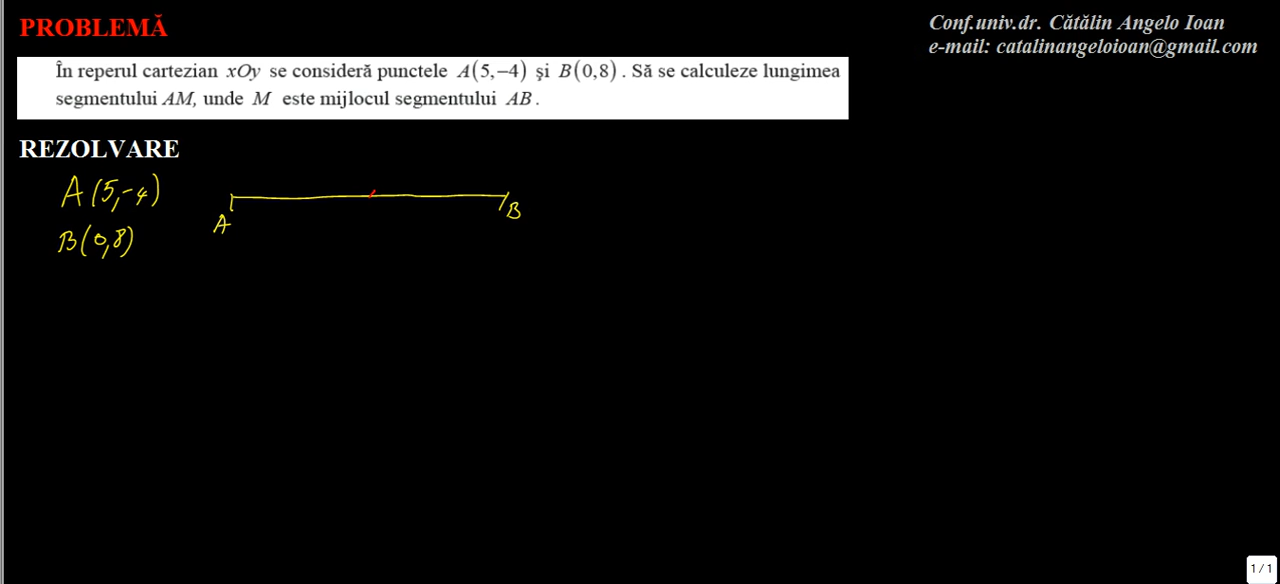 PROBLEMĂ
Conf.univ.dr. Cătălin Angelo Ioan
e-mail: catalinangeloioan@gmail.com
În reperul cartezian xOy se consideră punctele A(5,−4) şi B(0,8). Să se calculeze lungimea
segmentului AM, unde M este mijlocul segmentului AB.
REZOLVARE
A(5,-4)
B(0,8)
A
B
1/1